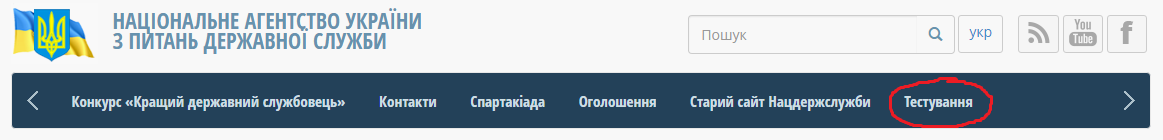 НАЦІОНАЛЬНЕ АГЕНТСТВО УКРАЇНИ
З ПИТАНЬ ДЕРЖАВНОЇ СЛУЖБИ
Пошук
укр
You
Tube
f
Конкурс «Кращий державний службовець» Контакти Спартакіада Оголошення Старий сайт Нацдержслужби Тестування